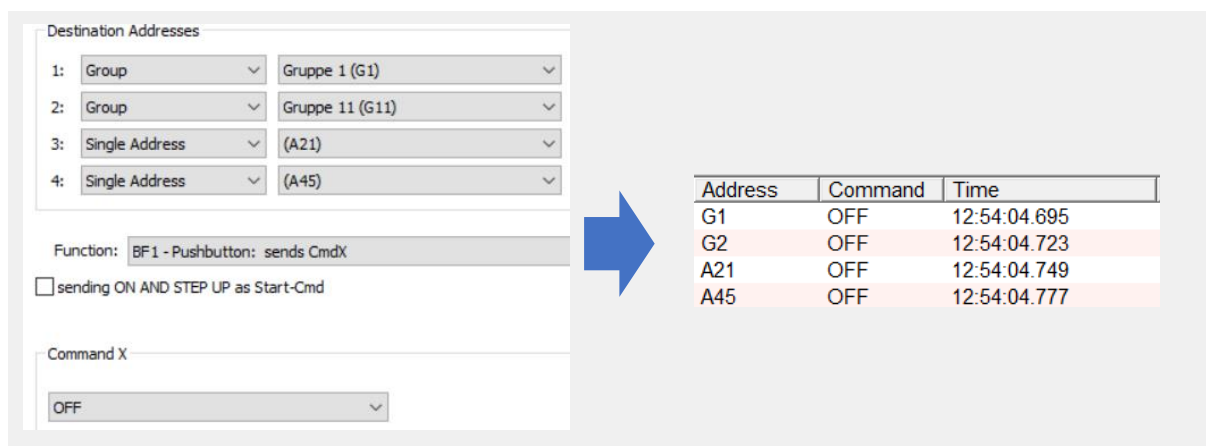 Destination Addresses
1: Group Gruppe 1 (G1)
2: Group Gruppe 11 (G11)
3: Single Address (A21)
4: Single Address (A45)
Function: BF1 - Pushbutton: sends CmdX
sending ON AND STEP UP as Start-Cmd
Command X
OFF
Address Command Time
G1 OFF 12:54:04.695
G2 OFF 12:54:04.723
A21 OFF 12:54:04.749
A45 OFF 12:54:04.777